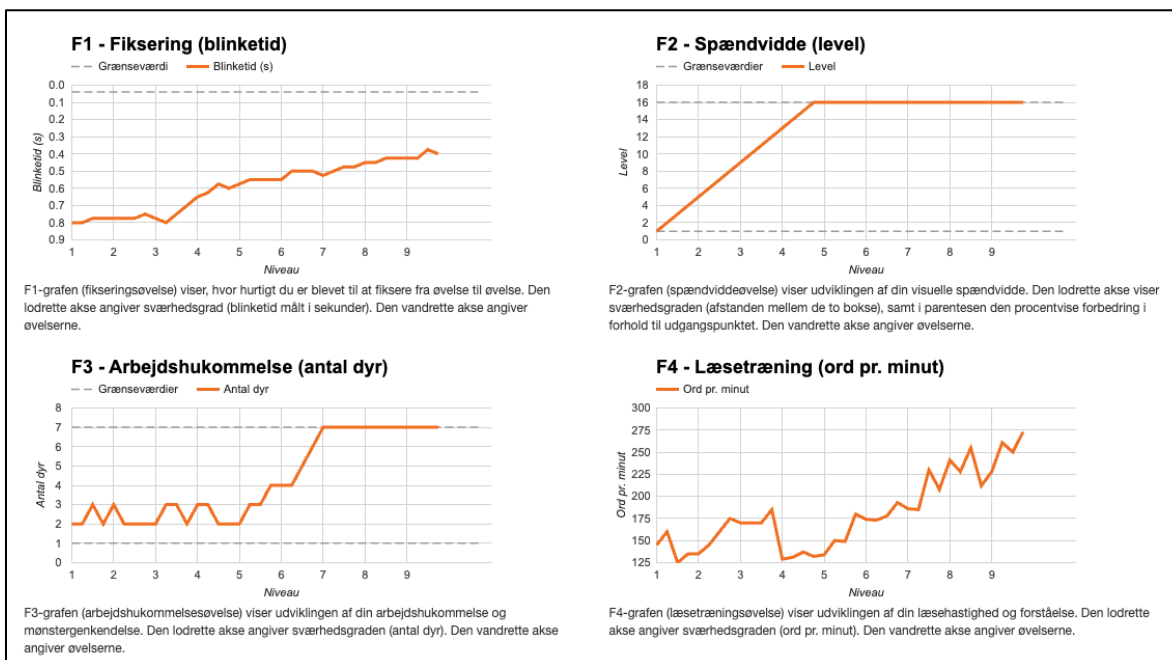 F1 - Fiksering (blinketid)
Grænseværdi Blinketid (s)
0.0
0.1
0.2
0.3
0.4
0.5
0.6
0.7
0.8
0.9
Blinketid (s)
1 2 3 4 5 6 7 8 9
Niveau
F1-grafen (fikseringsøvelse) viser, hvor hurtigt du er blevet til at fiksere fra øvelse til øvelse. Den
lodrette akse angiver sværhedsgrad (blinketid målt i sekunder). Den vandrette akse angiver
øvelserne.
F2 - Spændvidde (level)
Grænseværdier Level
18
16
14
12
10
8
6
4
2
0
Level
1 2 3 4 5 6 7 8 9
Niveau
F2-grafen (spændviddeøvelse) viser udviklingen af din visuelle spændvidde. Den lodrette akse viser
sværhedsgraden (afstanden mellem de to bokse), samt i parentesen den procentvise forbedring i
forhold til udgangspunktet. Den vandrette akse angiver øvelserne.
F3 - Arbejdshukommelse (antal dyr)
Grænseværdier Antal dyr
8
7
6
5
4
3
2
1
0
Antal dyr
1 2 3 4 5 6 7 8 9
Niveau
F3-grafen (arbejdshukommelsesøvelse) viser udviklingen af din arbejdshukommelse og
mønstergenkendelse. Den lodrette akse angiver sværhedsgraden (antal dyr). Den vandrette akse
angiver øvelserne.
F4 - Læsetræning (ord pr. minut)
Ord pr. minut
300
250
225
200
175
150
125
Ord pr. minut
1 2 3 4 5 6 7 8 9
Niveau
F4-grafen (læsetræningsøvelse) viser udviklingen af din læsehastighed og forståelse. Den lodrette
akse angiver sværhedsgraden (ord pr. minut). Den vandrette akse angiver øvelserne.